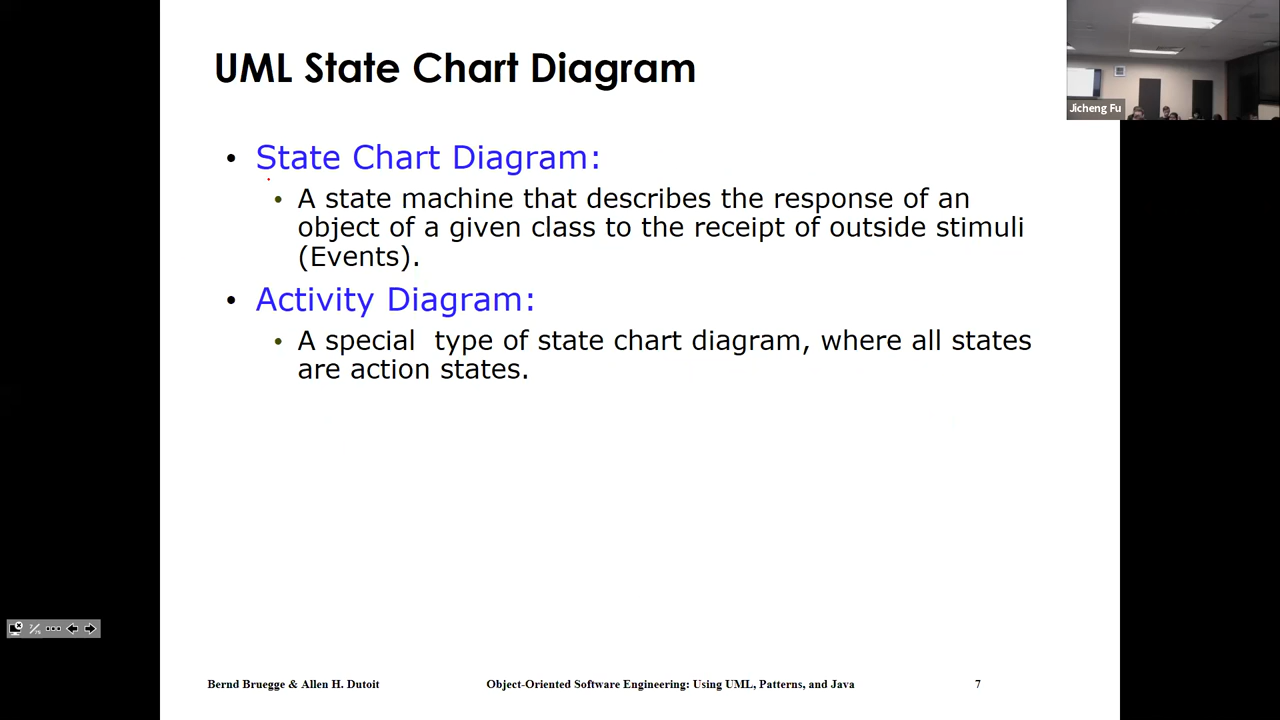 UML State Chart Diagram
Jicheng Fu
• State Chart Diagram:
• A state machine that describes the response of an
object of a given class to the receipt of outside stimuli
(Events).
• Activity Diagram:
• A special  type of state chart diagram, where all states
are action states.
Bernd Bruegge & Allen H. Dutoit
Object-Oriented Software Engineering: Using UML, Patterns, and Java
7